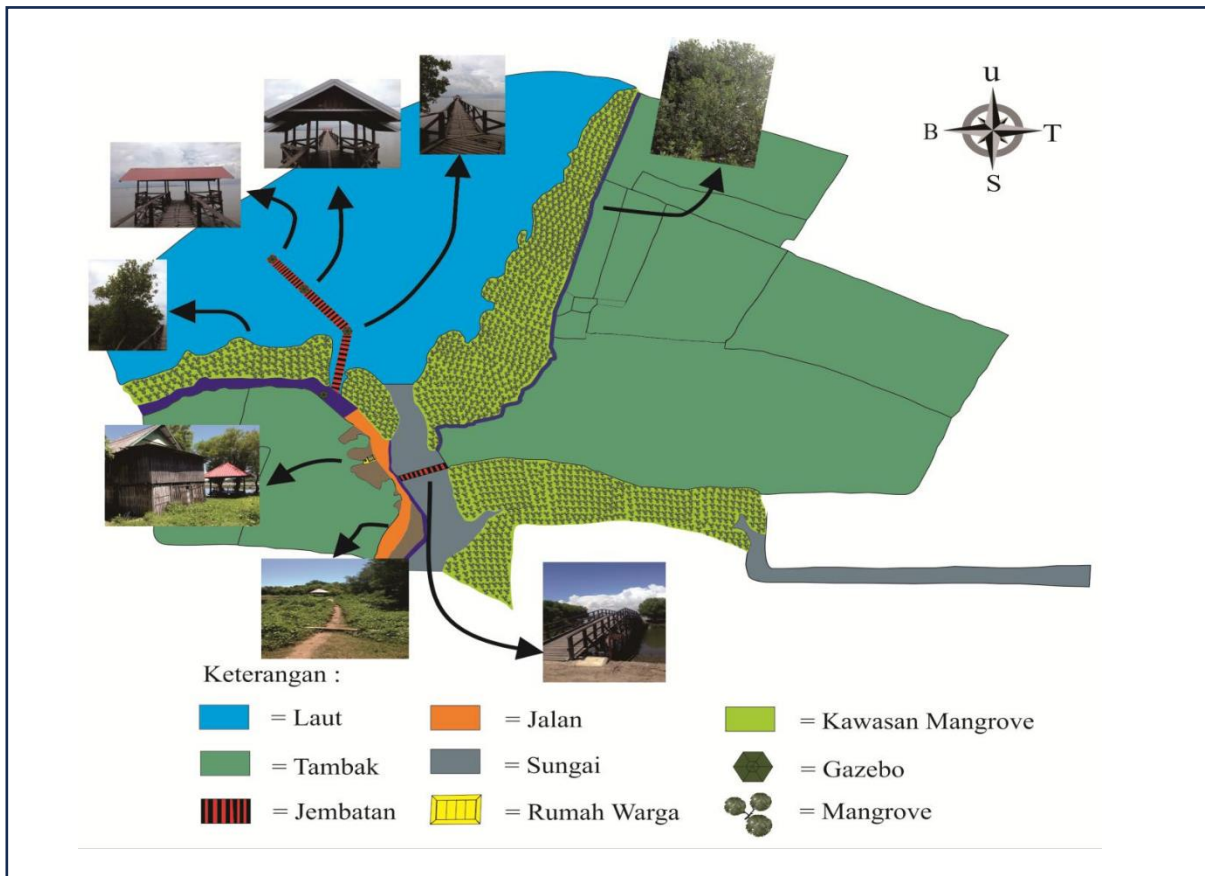 u
B
T
S
Keterangan :
= Laut
= Jalan
= Kawasan Mangrove
= Tambak
= Sungai
= Gazebo
= Jembatan
= Rumah Warga
= Mangrove